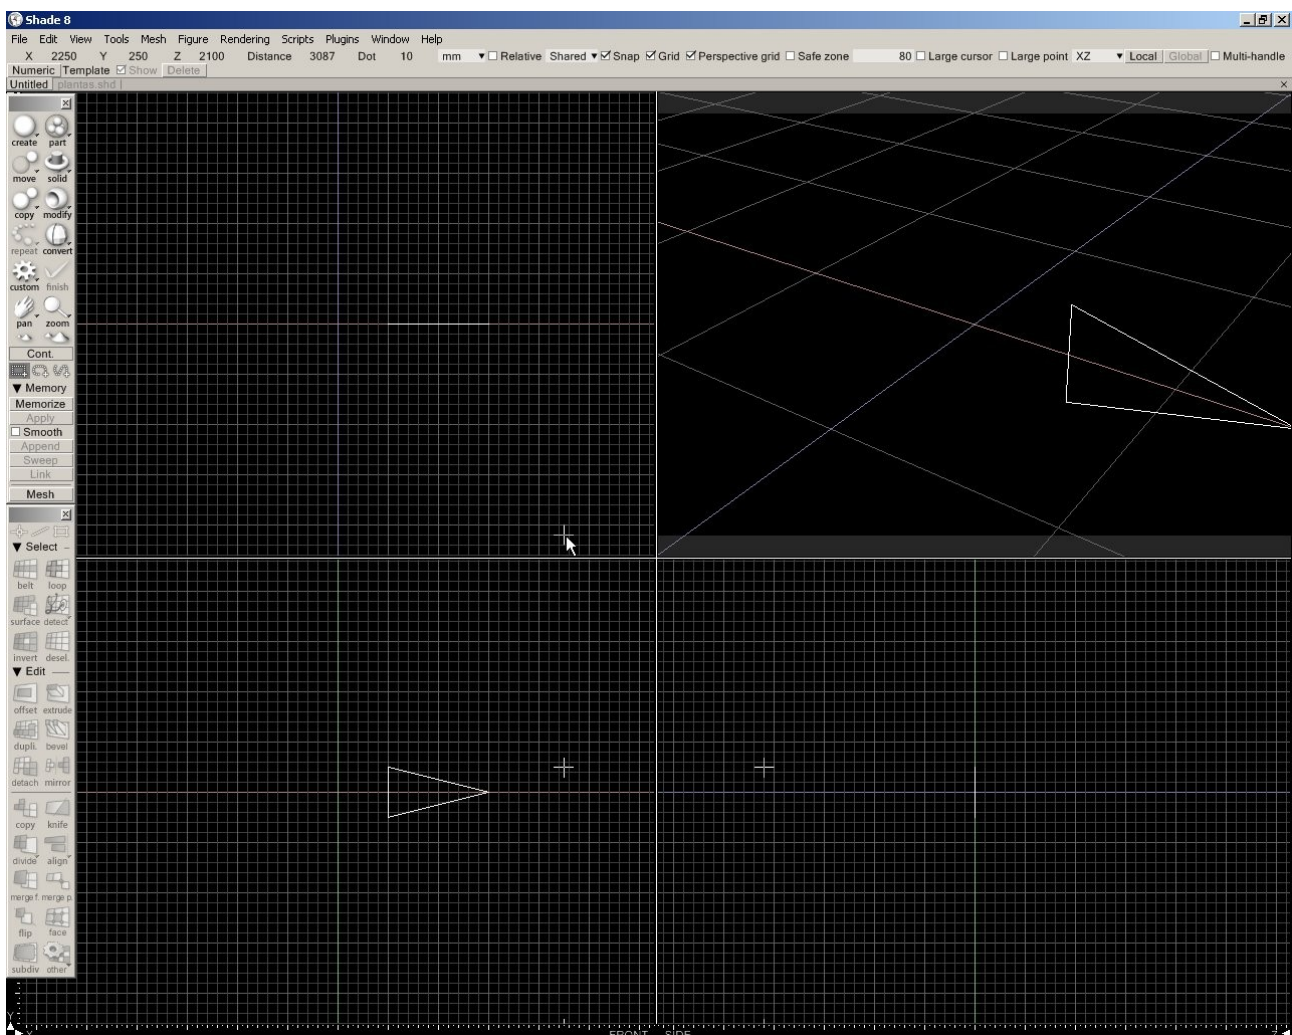 Shade 8
File Edit View Tools Mesh Figure Rendering Scripts Plugins Window Help
X 2250 Y 250 Z 2100 Distance 3087 Dot 10 mm Relative Shared Snap Grid Perspective grid Safe zone 80 Large cursor Large point XZ Local Global Multi-handle
Numeric Template Show Delete
Untitled plantas.shd
create part
move solid
copy modify
repeat convert
custom finish
pan zoom
Cont.
Memory
Memorize
Apply
Smooth
Append
Sweep
Link
Mesh
Select
belt loop
surface detect
invert desel.
Edit
offset extrude
dupli. bevel
detach mirror
copy knife
divide align
merge f. merge p.
flip face
subdiv other
Y
X FRONT SIDE Z